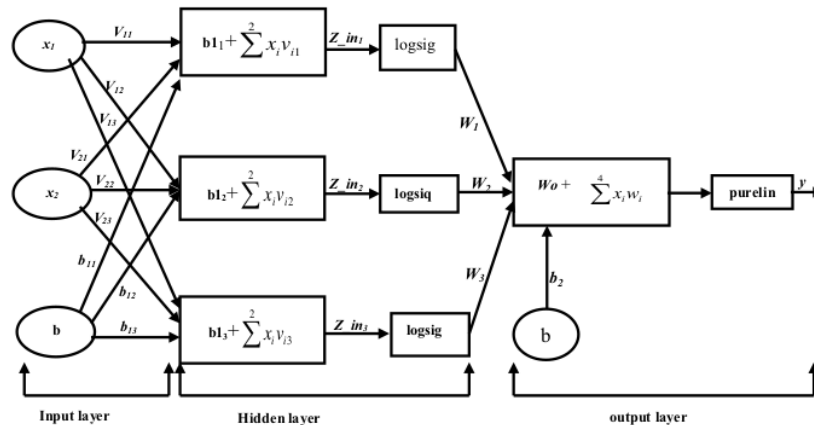 x₁
V₁₁
b1₁ + ∑² xᵢvᵢ₁
Z_in₁
logsig
V₁₂
V₁₃
W₁
V₂₁
x₂
V₂₂
b1₂ + ∑² xᵢvᵢ₂
Z_in₂
logsiq
W₂
Wo + ∑⁴ xᵢwᵢ
purelin
y
V₂₃
b₁₁
b₁₂
W₃
b₂
b
b₁₃
b1₃ + ∑² xᵢvᵢ₃
Z_in₃
logsig
b
Input layer
Hidden layer
output layer